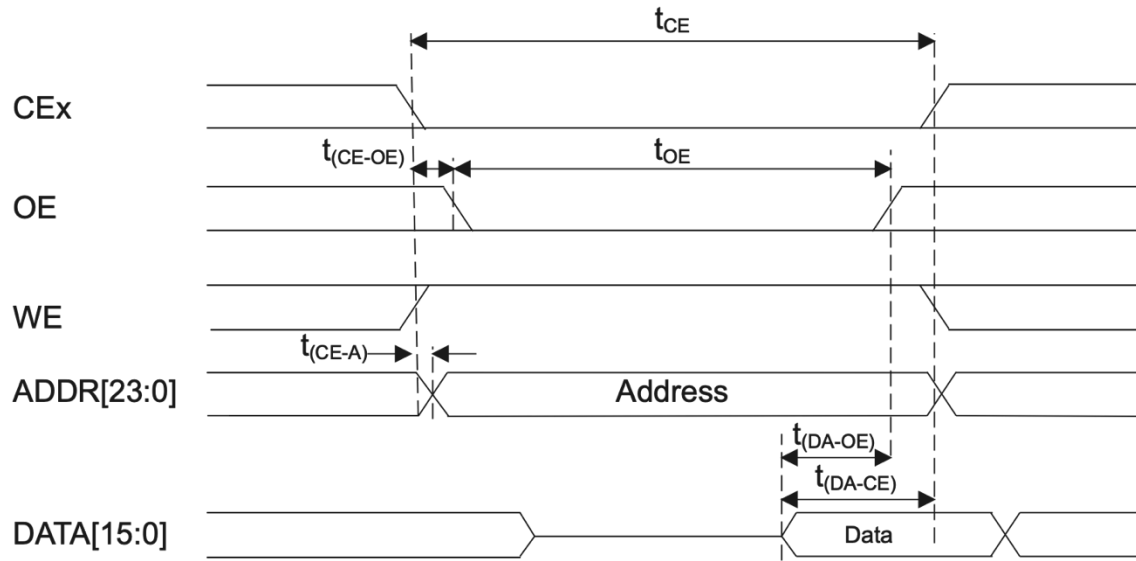 tCE
CEx
t(CE-OE)
tOE
OE
WE
t(CE-A)
ADDR[23:0]
Address
t(DA-OE)
t(DA-CE)
DATA[15:0]
Data